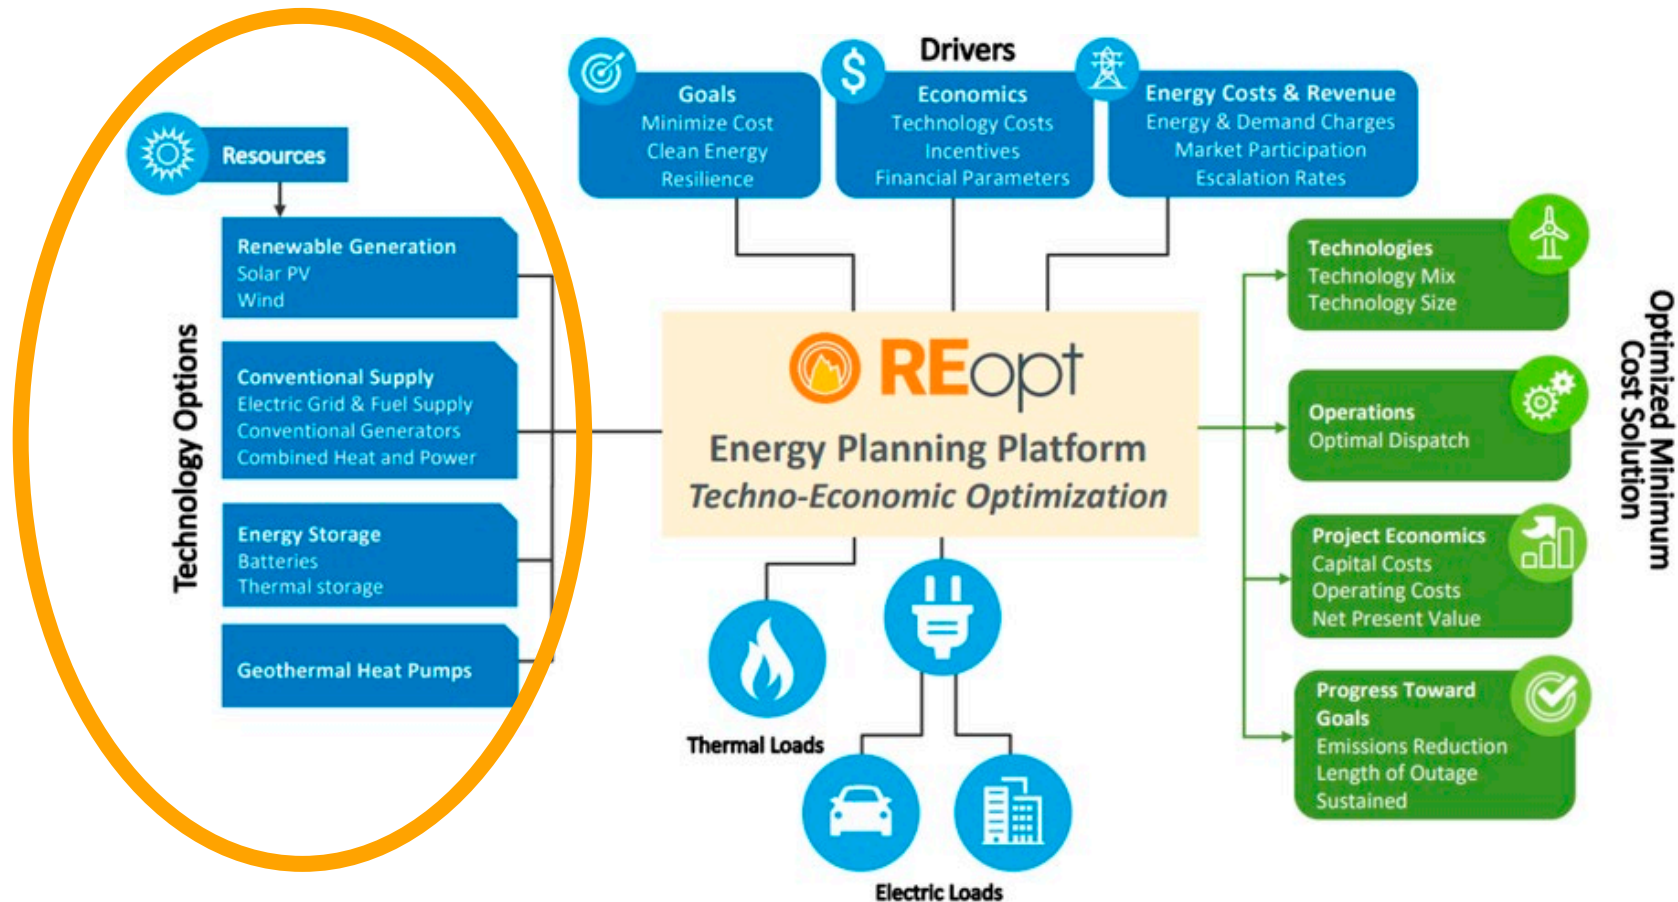 Drivers
Goals
Minimize Cost
Clean Energy
Resilience
$
Economics
Technology Costs
Incentives
Financial Parameters
Energy Costs & Revenue
Energy & Demand Charges
Market Participation
Escalation Rates
Resources
Technology Options
Renewable Generation
Solar PV
Wind
Conventional Supply
Electric Grid & Fuel Supply
Conventional Generators
Combined Heat and Power
Energy Storage
Batteries
Thermal storage
Geothermal Heat Pumps
REopt
Energy Planning Platform
Techno-Economic Optimization
Thermal Loads
Electric Loads
Technologies
Technology Mix
Technology Size
Operations
Optimal Dispatch
Project Economics
Capital Costs
Operating Costs
Net Present Value
Progress Toward
Goals
Emissions Reduction
Length of Outage
Sustained
Optimized Minimum
Cost Solution